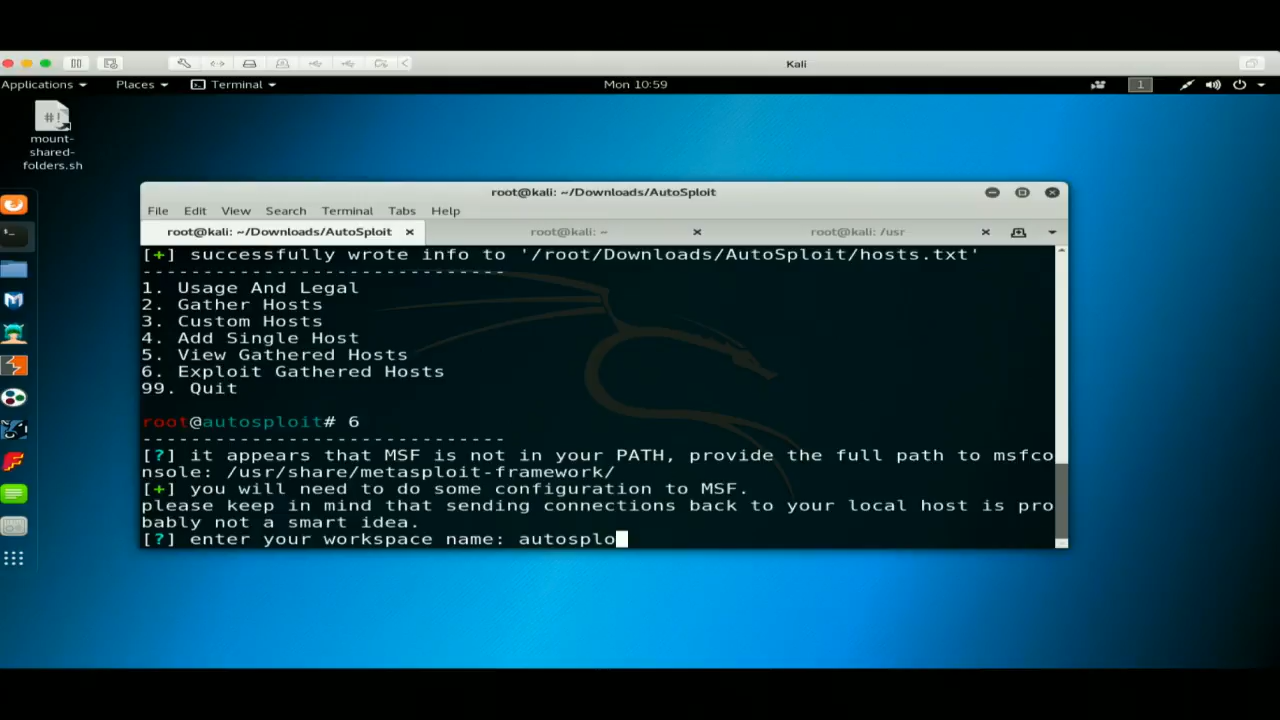 Kali
Applications Places Terminal Mon 10:59 1
#!
mount-
shared-
folders.sh
root@kali: ~/Downloads/AutoSploit
File Edit View Search Terminal Tabs Help
root@kali: ~/Downloads/AutoSploit root@kali: ~ root@kali: /usr
[+] successfully wrote info to '/root/Downloads/AutoSploit/hosts.txt'
------------------------------
1. Usage And Legal
2. Gather Hosts
3. Custom Hosts
4. Add Single Host
5. View Gathered Hosts
6. Exploit Gathered Hosts
99. Quit
root@autosploit# 6
------------------------------
[?] it appears that MSF is not in your PATH, provide the full path to msfco
nsole: /usr/share/metasploit-framework/
[+] you will need to do some configuration to MSF.
please keep in mind that sending connections back to your local host is pro
bably not a smart idea.
[?] enter your workspace name: autosplo